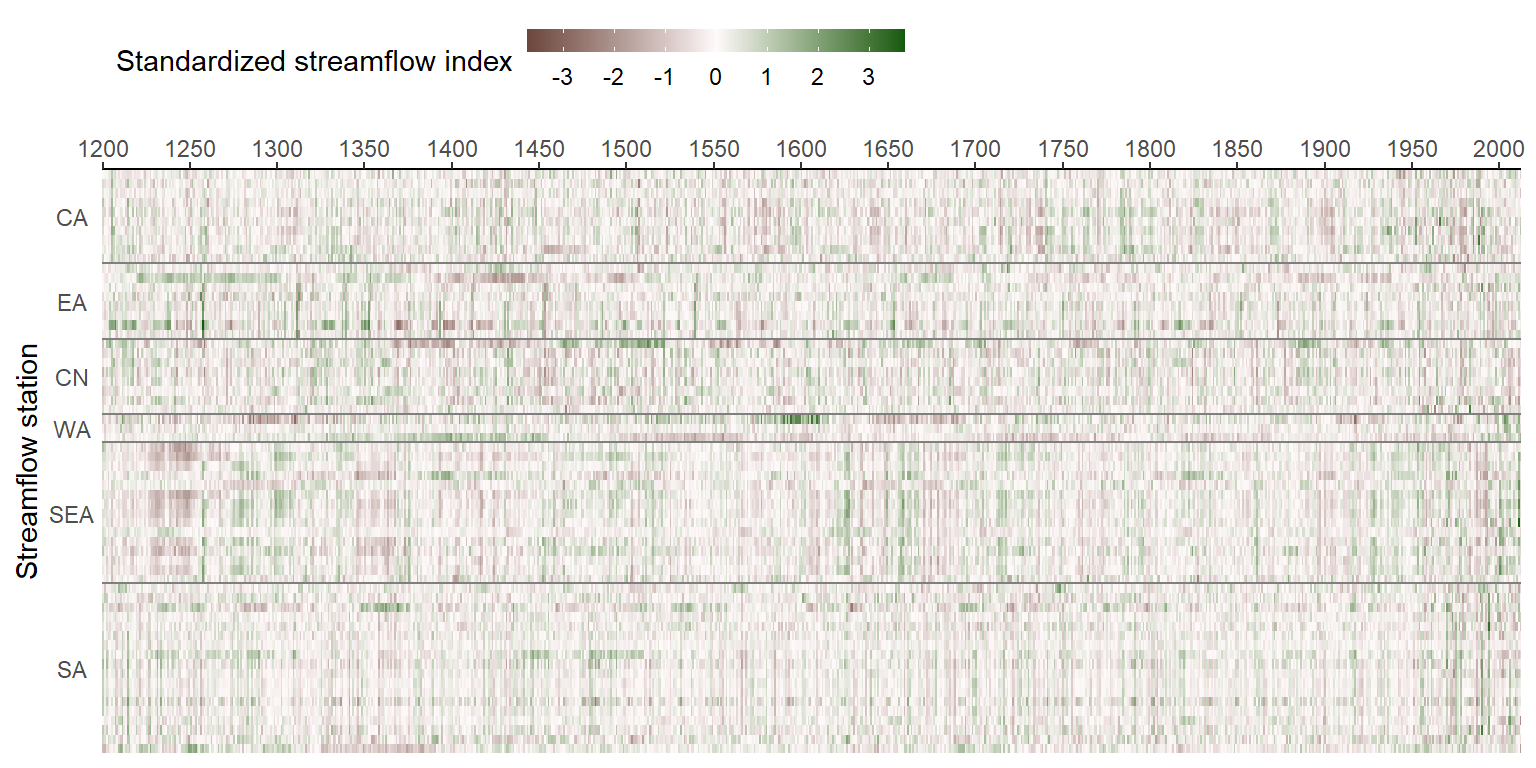 Standardized streamflow index
-3 -2 -1 0 1 2 3
1200 1250 1300 1350 1400 1450 1500 1550 1600 1650 1700 1750 1800 1850 1900 1950 2000
Streamflow station
CA
EA
CN
WA
SEA
SA